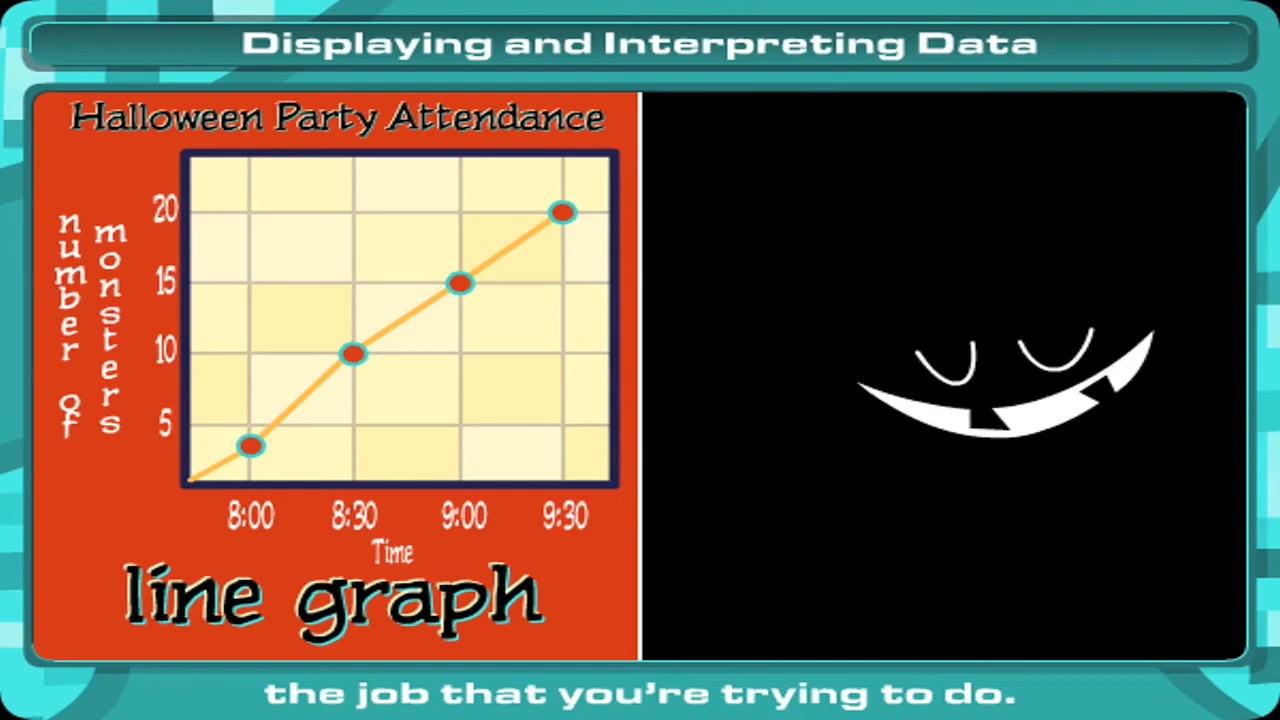 Displaying and Interpreting Data
Halloween Party Attendance
number of
monsters
20
15
10
5
8:00 8:30 9:00 9:30
Time
line graph
the job that you're trying to do.